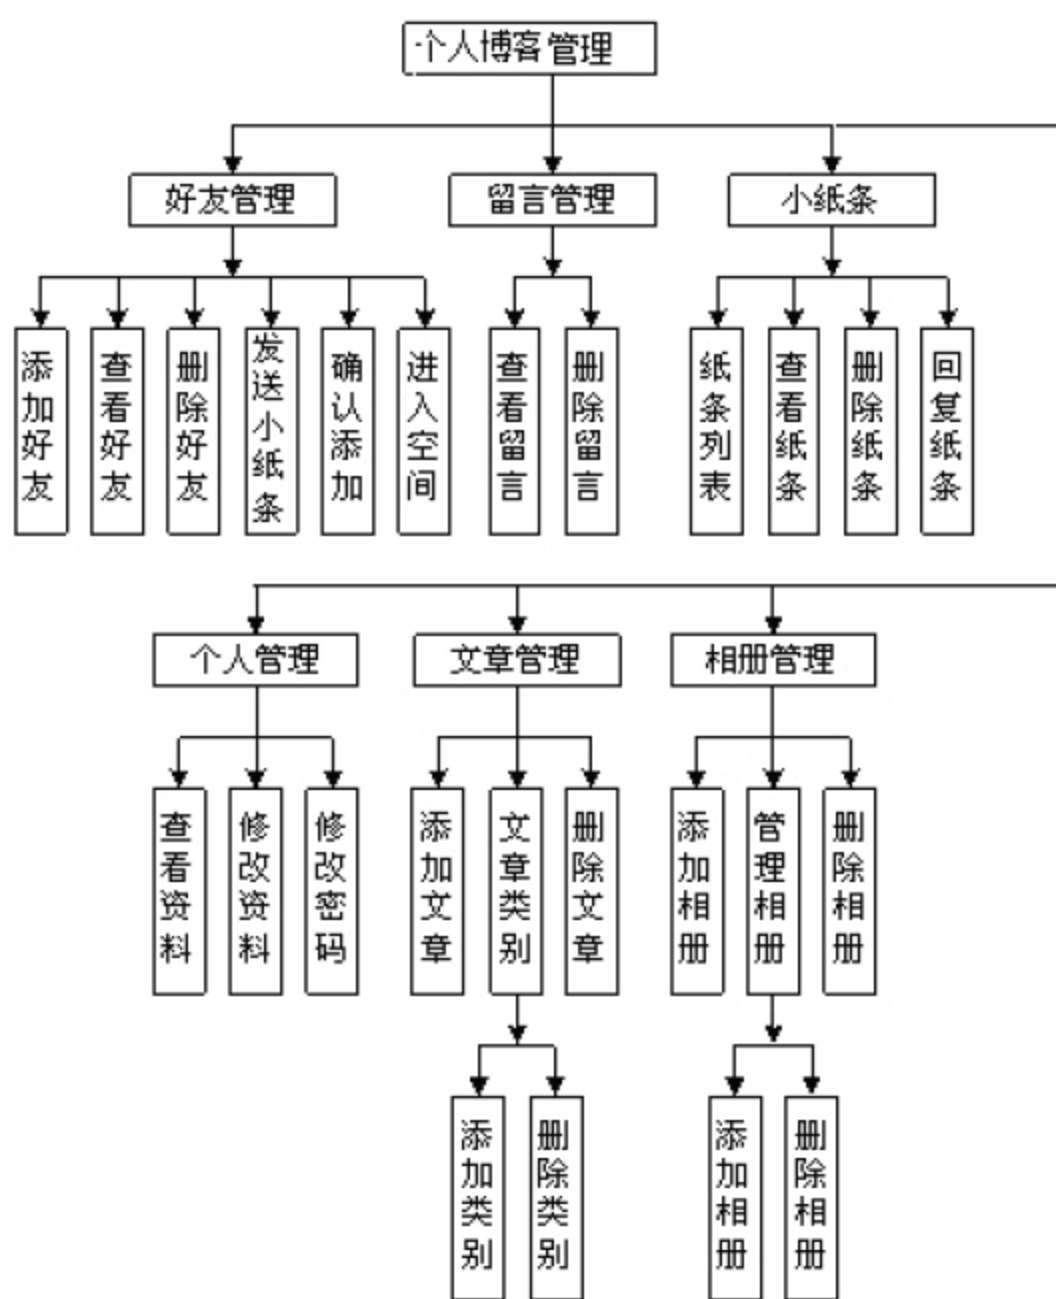 个人博客管理
好友管理
留言管理
小纸条
添加好友
查看好友
删除好友
发送小纸条
确认添加
进入空间
查看留言
删除留言
纸条列表
查看纸条
删除纸条
回复纸条
个人管理
文章管理
相册管理
查看资料
修改资料
修改密码
添加文章
文章类别
删除文章
添加相册
管理相册
删除相册
添加类别
删除类别
添加相册
删除相册